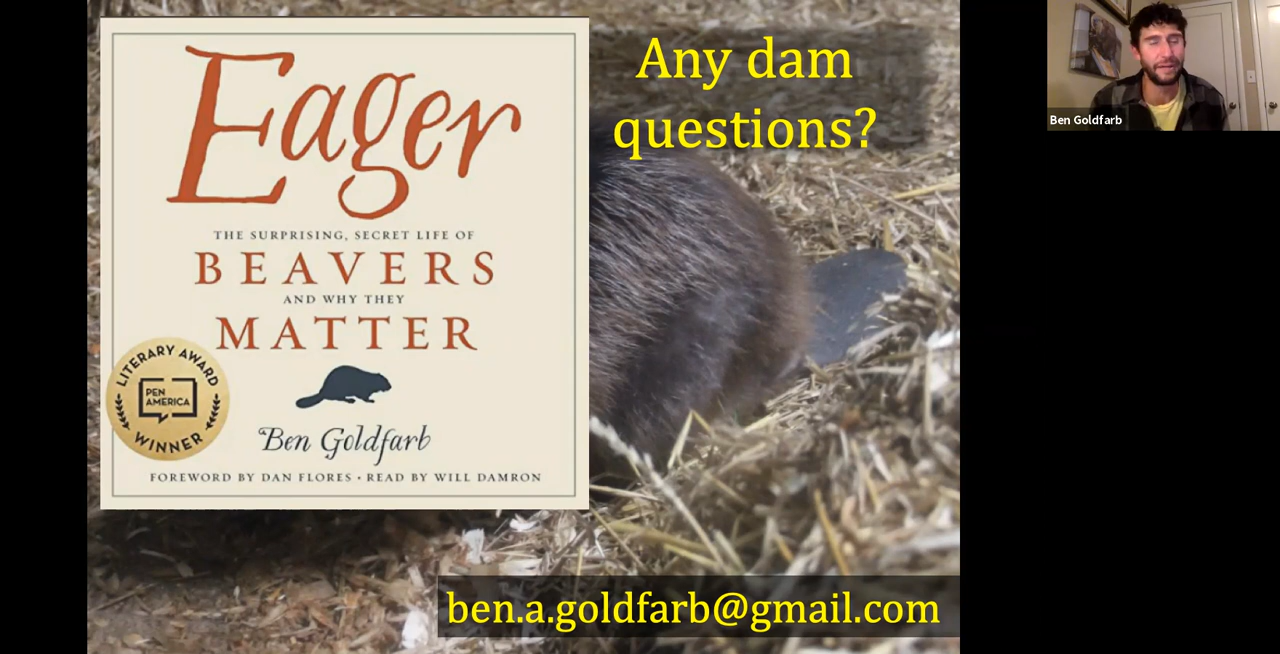 Eager
THE SURPRISING, SECRET LIFE OF
BEAVERS
AND WHY THEY
MATTER
LITERARY AWARD
PEN
AMERICA
WINNER
Ben Goldfarb
FOREWORD BY DAN FLORES • READ BY WILL DAMRON
Any dam
questions?
ben.a.goldfarb@gmail.com
Ben Goldfarb